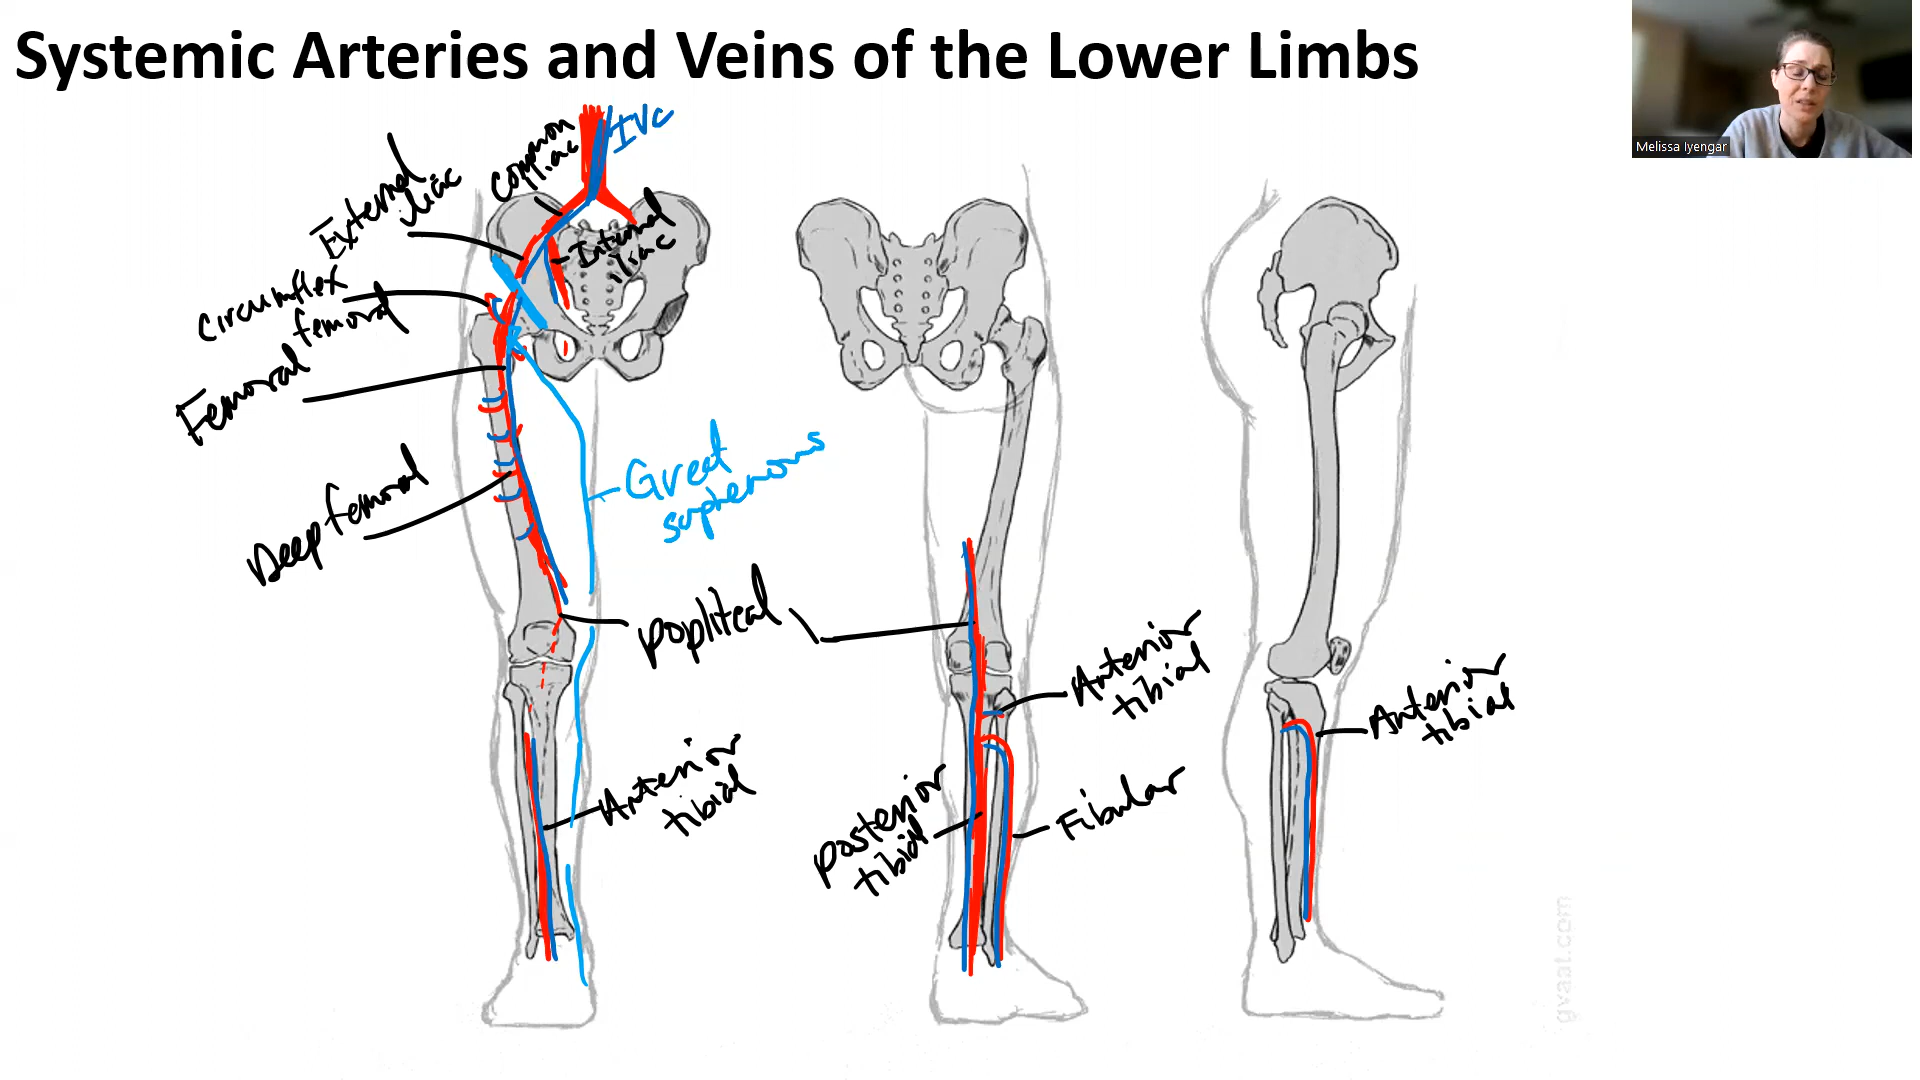 Systemic Arteries and Veins of the Lower Limbs
Melissa Iyengar
IVC
Common
iliac
External
iliac
Internal
iliac
Circumflex
femoral
Femoral
Deep femoral
Great
saphenous
popliteal
Anterior
tibial
Anterior
tibial
posterior
tibial
Fibular
Anterior
tibial
gvaat.com